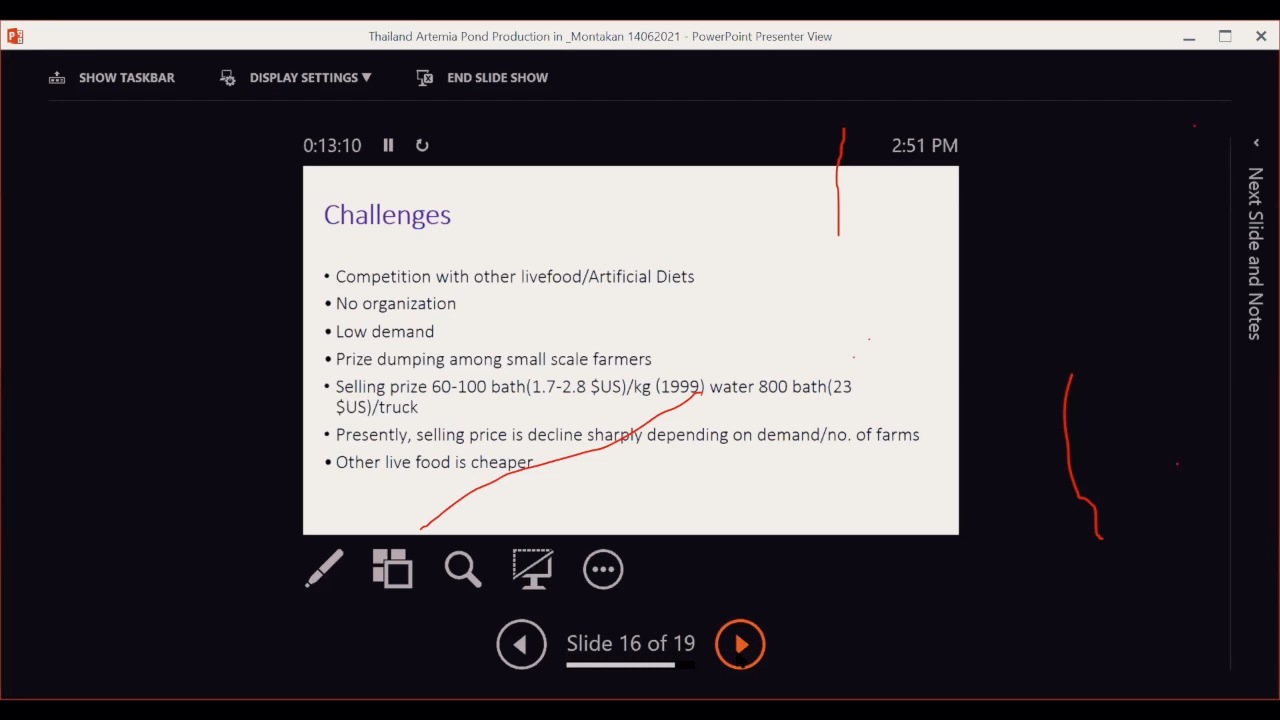 Thailand Artemia Pond Production in _Montakan 14062021 - PowerPoint Presenter View
SHOW TASKBAR
DISPLAY SETTINGS ▼
END SLIDE SHOW
0:13:10
2:51 PM
Challenges
• Competition with other livefood/Artificial Diets
• No organization
• Low demand
• Prize dumping among small scale farmers
• Selling prize 60-100 bath(1.7-2.8 $US)/kg (1999) water 800 bath(23
$US)/truck
• Presently, selling price is decline sharply depending on demand/no. of farms
• Other live food is cheaper
Slide 16 of 19
Next Slide and Notes